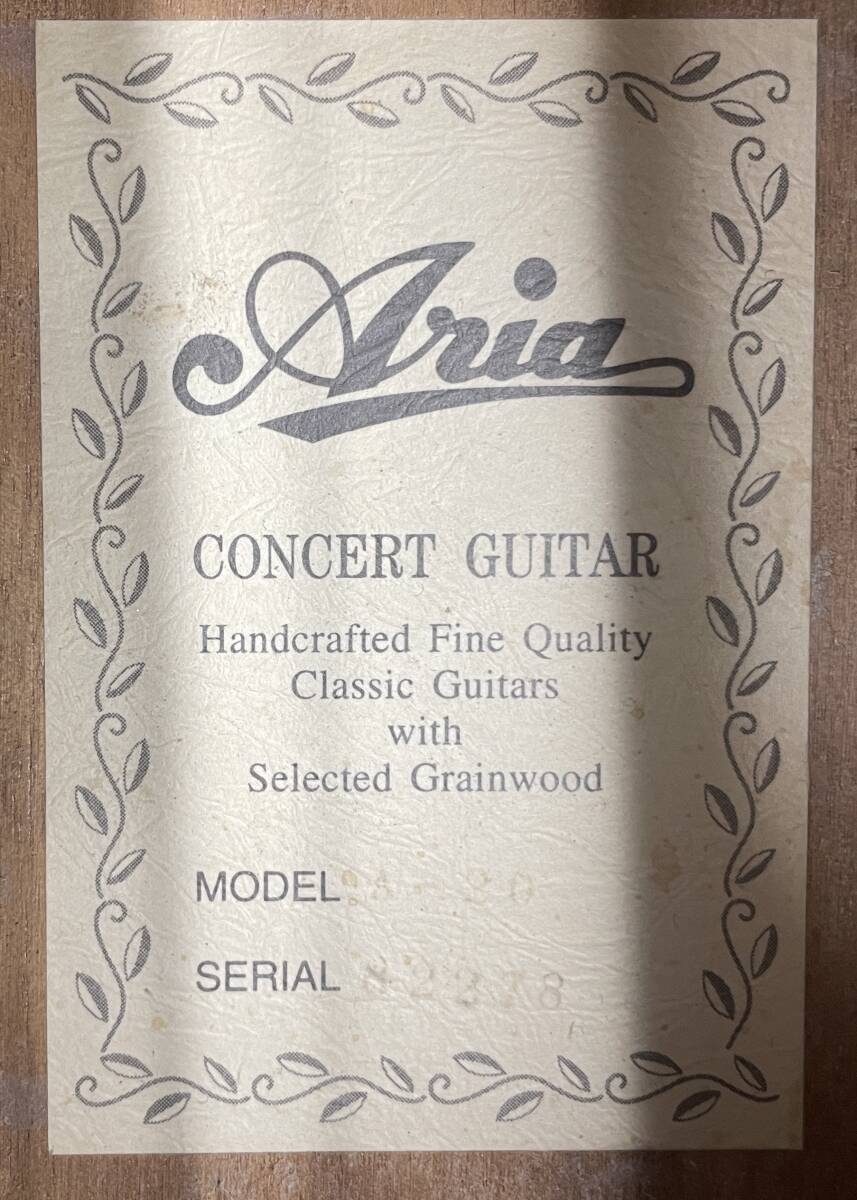 Aria
CONCERT GUITAR
Handcrafted Fine Quality
Classic Guitars
with
Selected Grainwood
MODEL
SERIAL